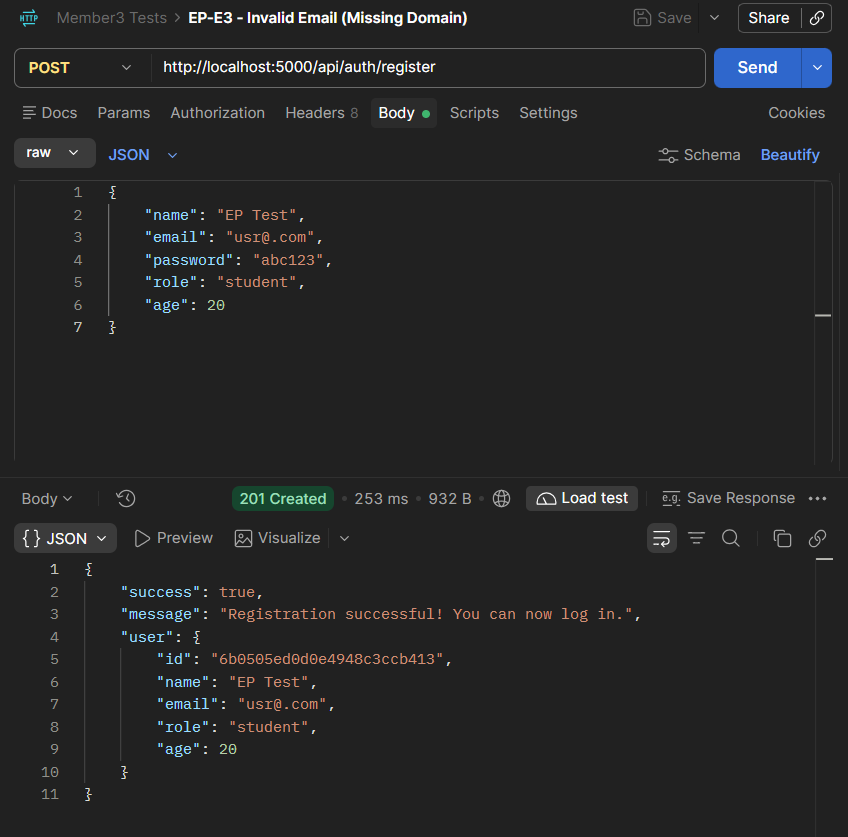 HTTP Member3 Tests > EP-E3 - Invalid Email (Missing Domain) Save Share
POST http://localhost:5000/api/auth/register Send
Docs Params Authorization Headers 8 Body Scripts Settings Cookies
raw JSON Schema Beautify
1 {
2 "name": "EP Test",
3 "email": "usr@.com",
4 "password": "abc123",
5 "role": "student",
6 "age": 20
7 }
Body 201 Created • 253 ms • 932 B • Load test e.g. Save Response
{} JSON Preview Visualize
1 {
2 "success": true,
3 "message": "Registration successful! You can now log in.",
4 "user": {
5 "id": "6b0505ed0d0e4948c3ccb413",
6 "name": "EP Test",
7 "email": "usr@.com",
8 "role": "student",
9 "age": 20
10 }
11 }